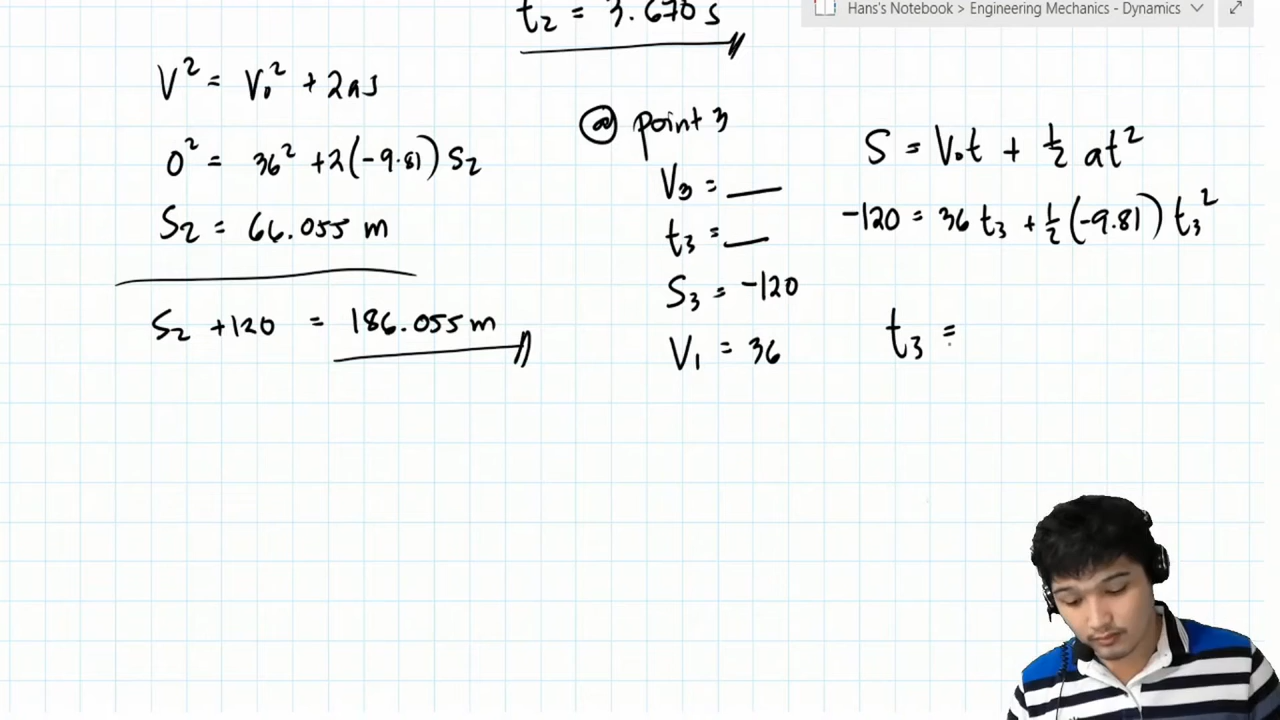 Hans's Notebook > Engineering Mechanics - Dynamics
t₂ = 3.670 s
V² = V₀² + 2as
0² = 36² + 2(-9.81) S₂
S₂ = 66.055 m
S₂ + 120 = 186.055 m
@ point 3
V₃ = __
t₃ = __
S₃ = -120
V₁ = 36
S = V₀t + ½ at²
-120 = 36 t₃ + ½ (-9.81) t₃²
t₃ =